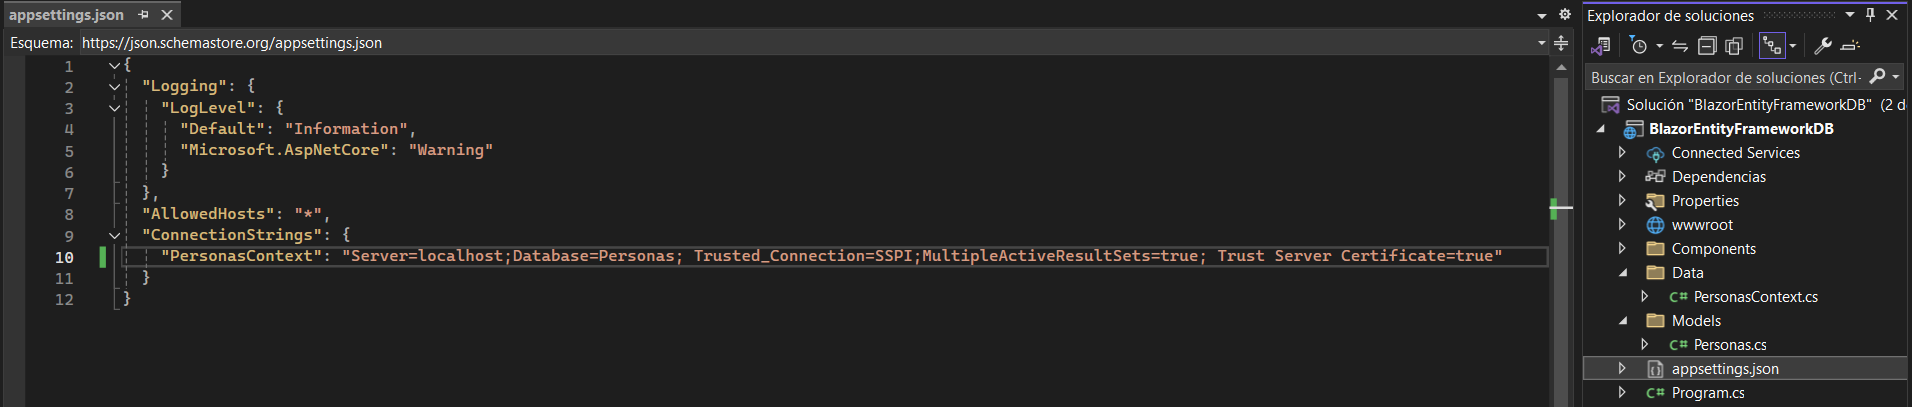 appsettings.json
Esquema: https://json.schemastore.org/appsettings.json
1 {
2 "Logging": {
3 "LogLevel": {
4 "Default": "Information",
5 "Microsoft.AspNetCore": "Warning"
6 }
7 },
8 "AllowedHosts": "*",
9 "ConnectionStrings": {
10 "PersonasContext": "Server=localhost;Database=Personas; Trusted_Connection=SSPI;MultipleActiveResultSets=true; Trust Server Certificate=true"
11 }
12 }
Explorador de soluciones
Buscar en Explorador de soluciones (Ctrl-
Solución "BlazorEntityFrameworkDB" (2 d
BlazorEntityFrameworkDB
Connected Services
Dependencias
Properties
wwwroot
Components
Data
C# PersonasContext.cs
Models
C# Personas.cs
appsettings.json
C# Program.cs